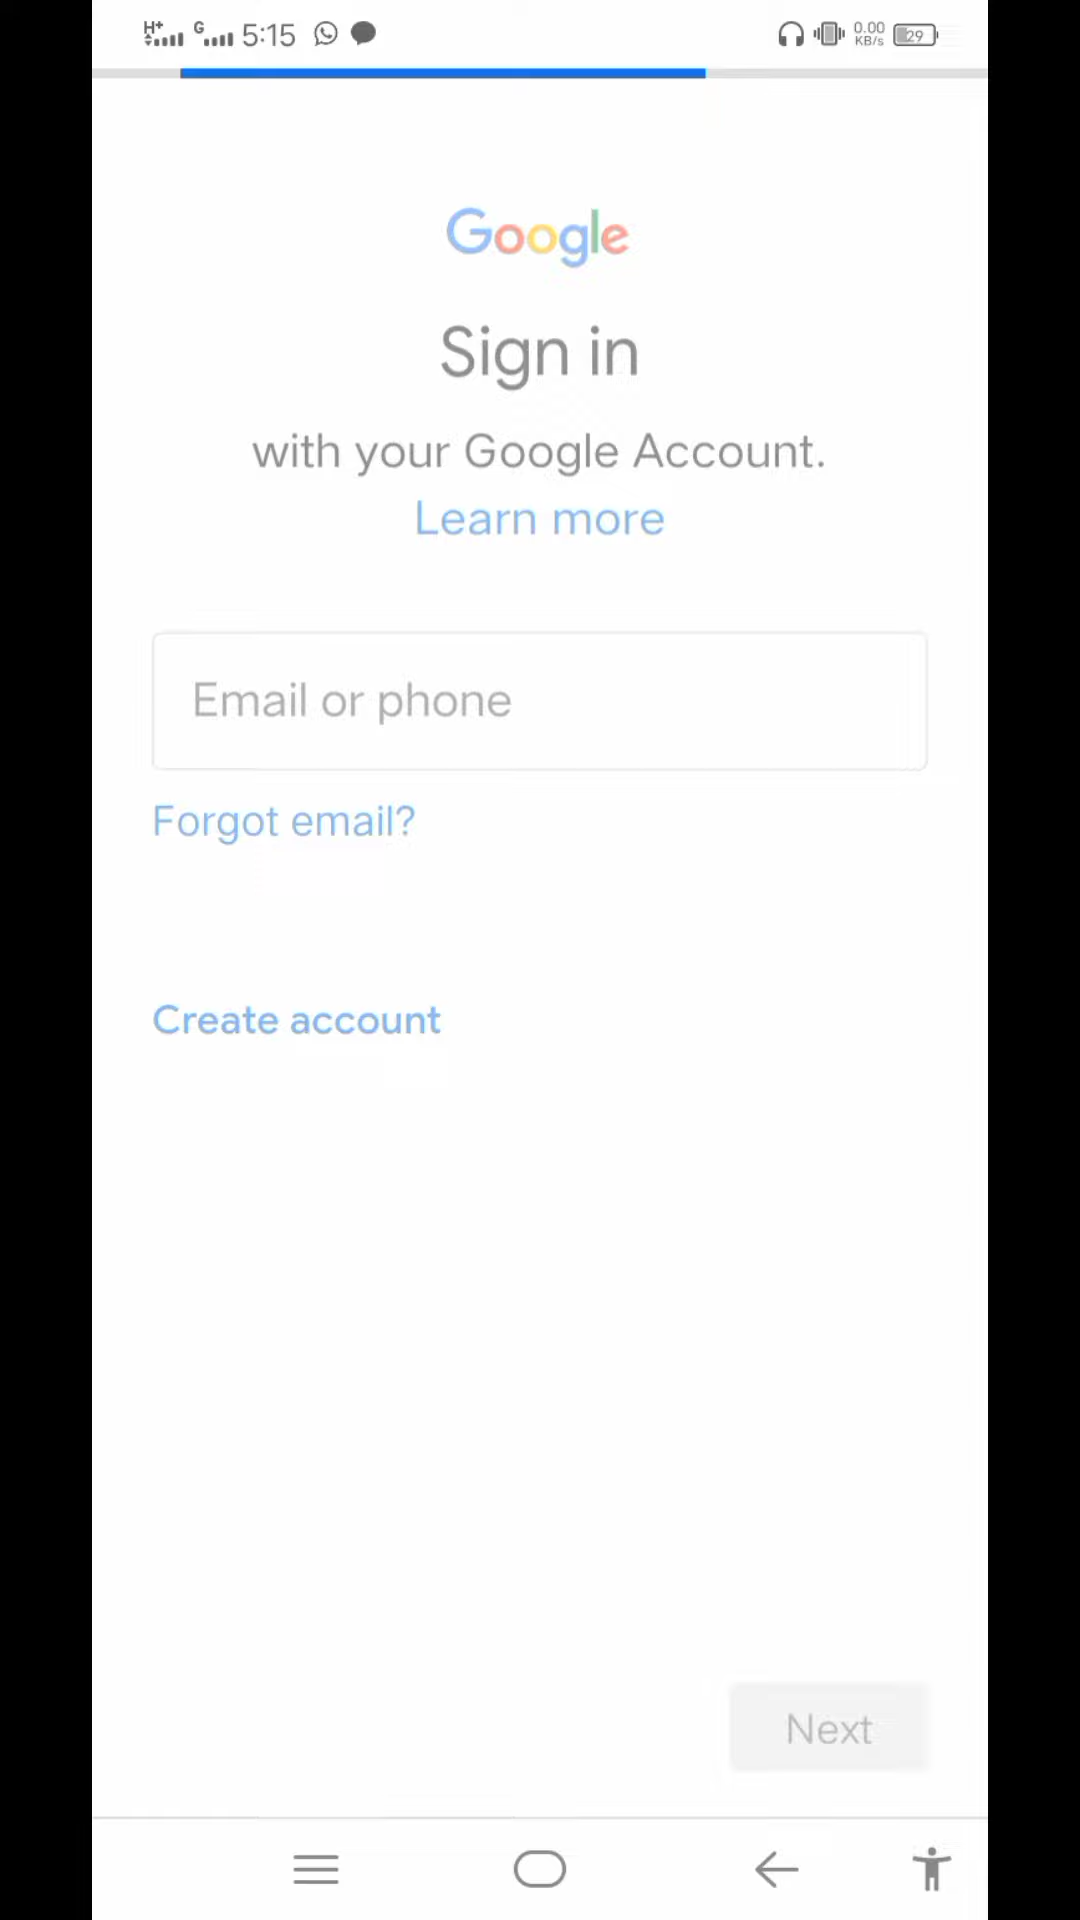 H+ G 5:15 0.00 KB/s 29
Google
Sign in
with your Google Account.
Learn more
Email or phone
Forgot email?
Create account
Next